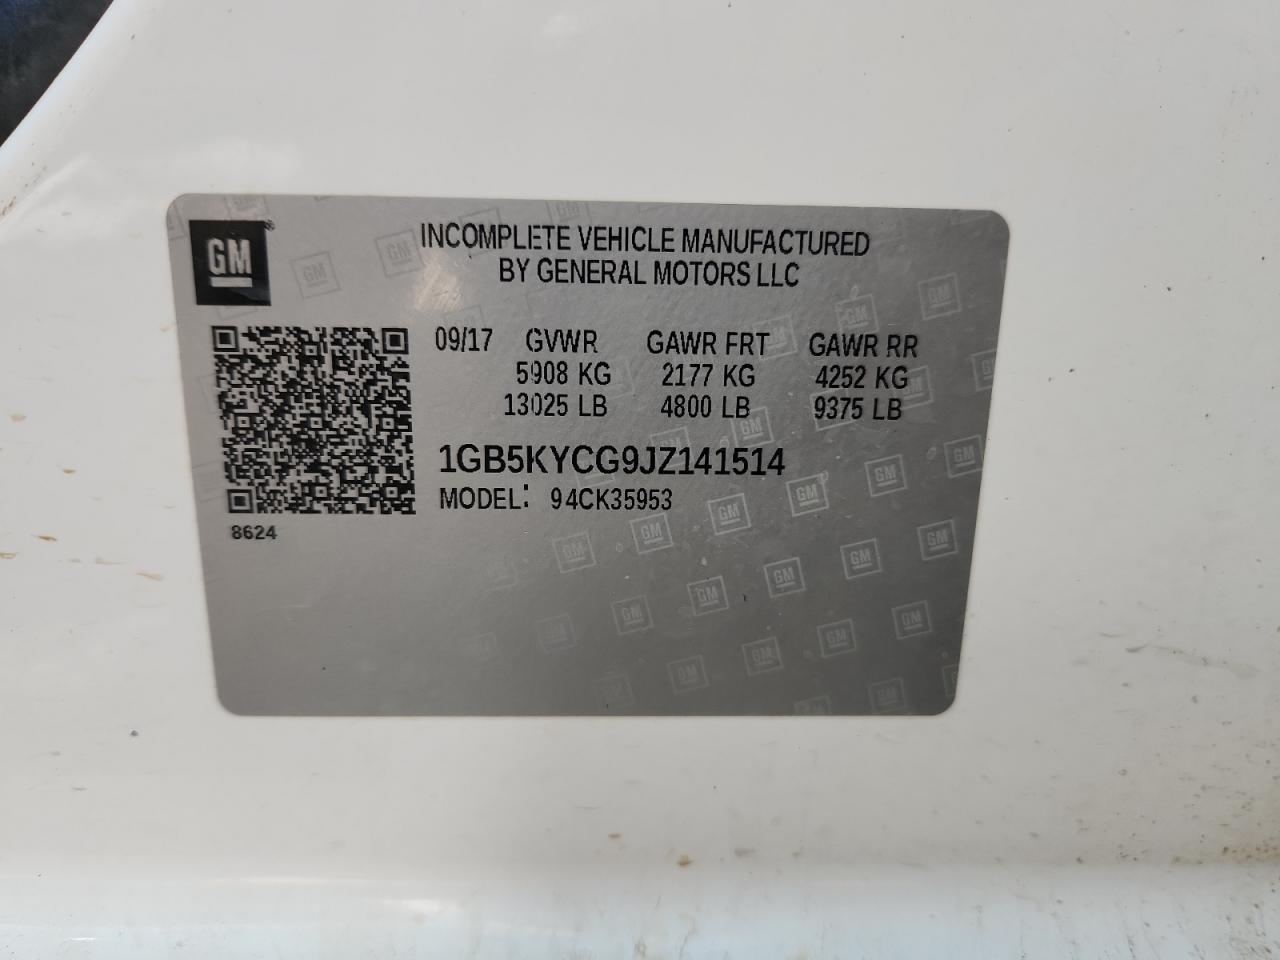 GM
INCOMPLETE VEHICLE MANUFACTURED
BY GENERAL MOTORS LLC
09/17 GVWR GAWR FRT GAWR RR
5908 KG 2177 KG 4252 KG
13025 LB 4800 LB 9375 LB
1GB5KYCG9JZ141514
MODEL: 94CK35953
8624